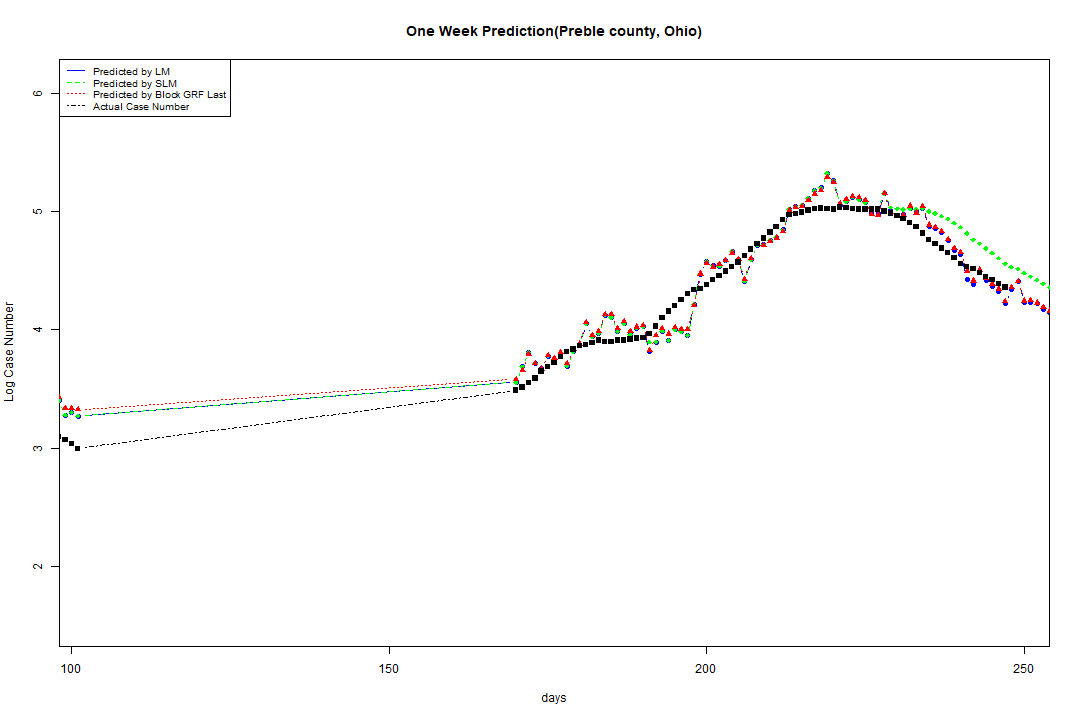 One Week Prediction(Preble county, Ohio)
Predicted by LM
Predicted by SLM
Predicted by Block GRF Last
Actual Case Number
6
5
4
3
2
Log Case Number
100
150
200
250
days